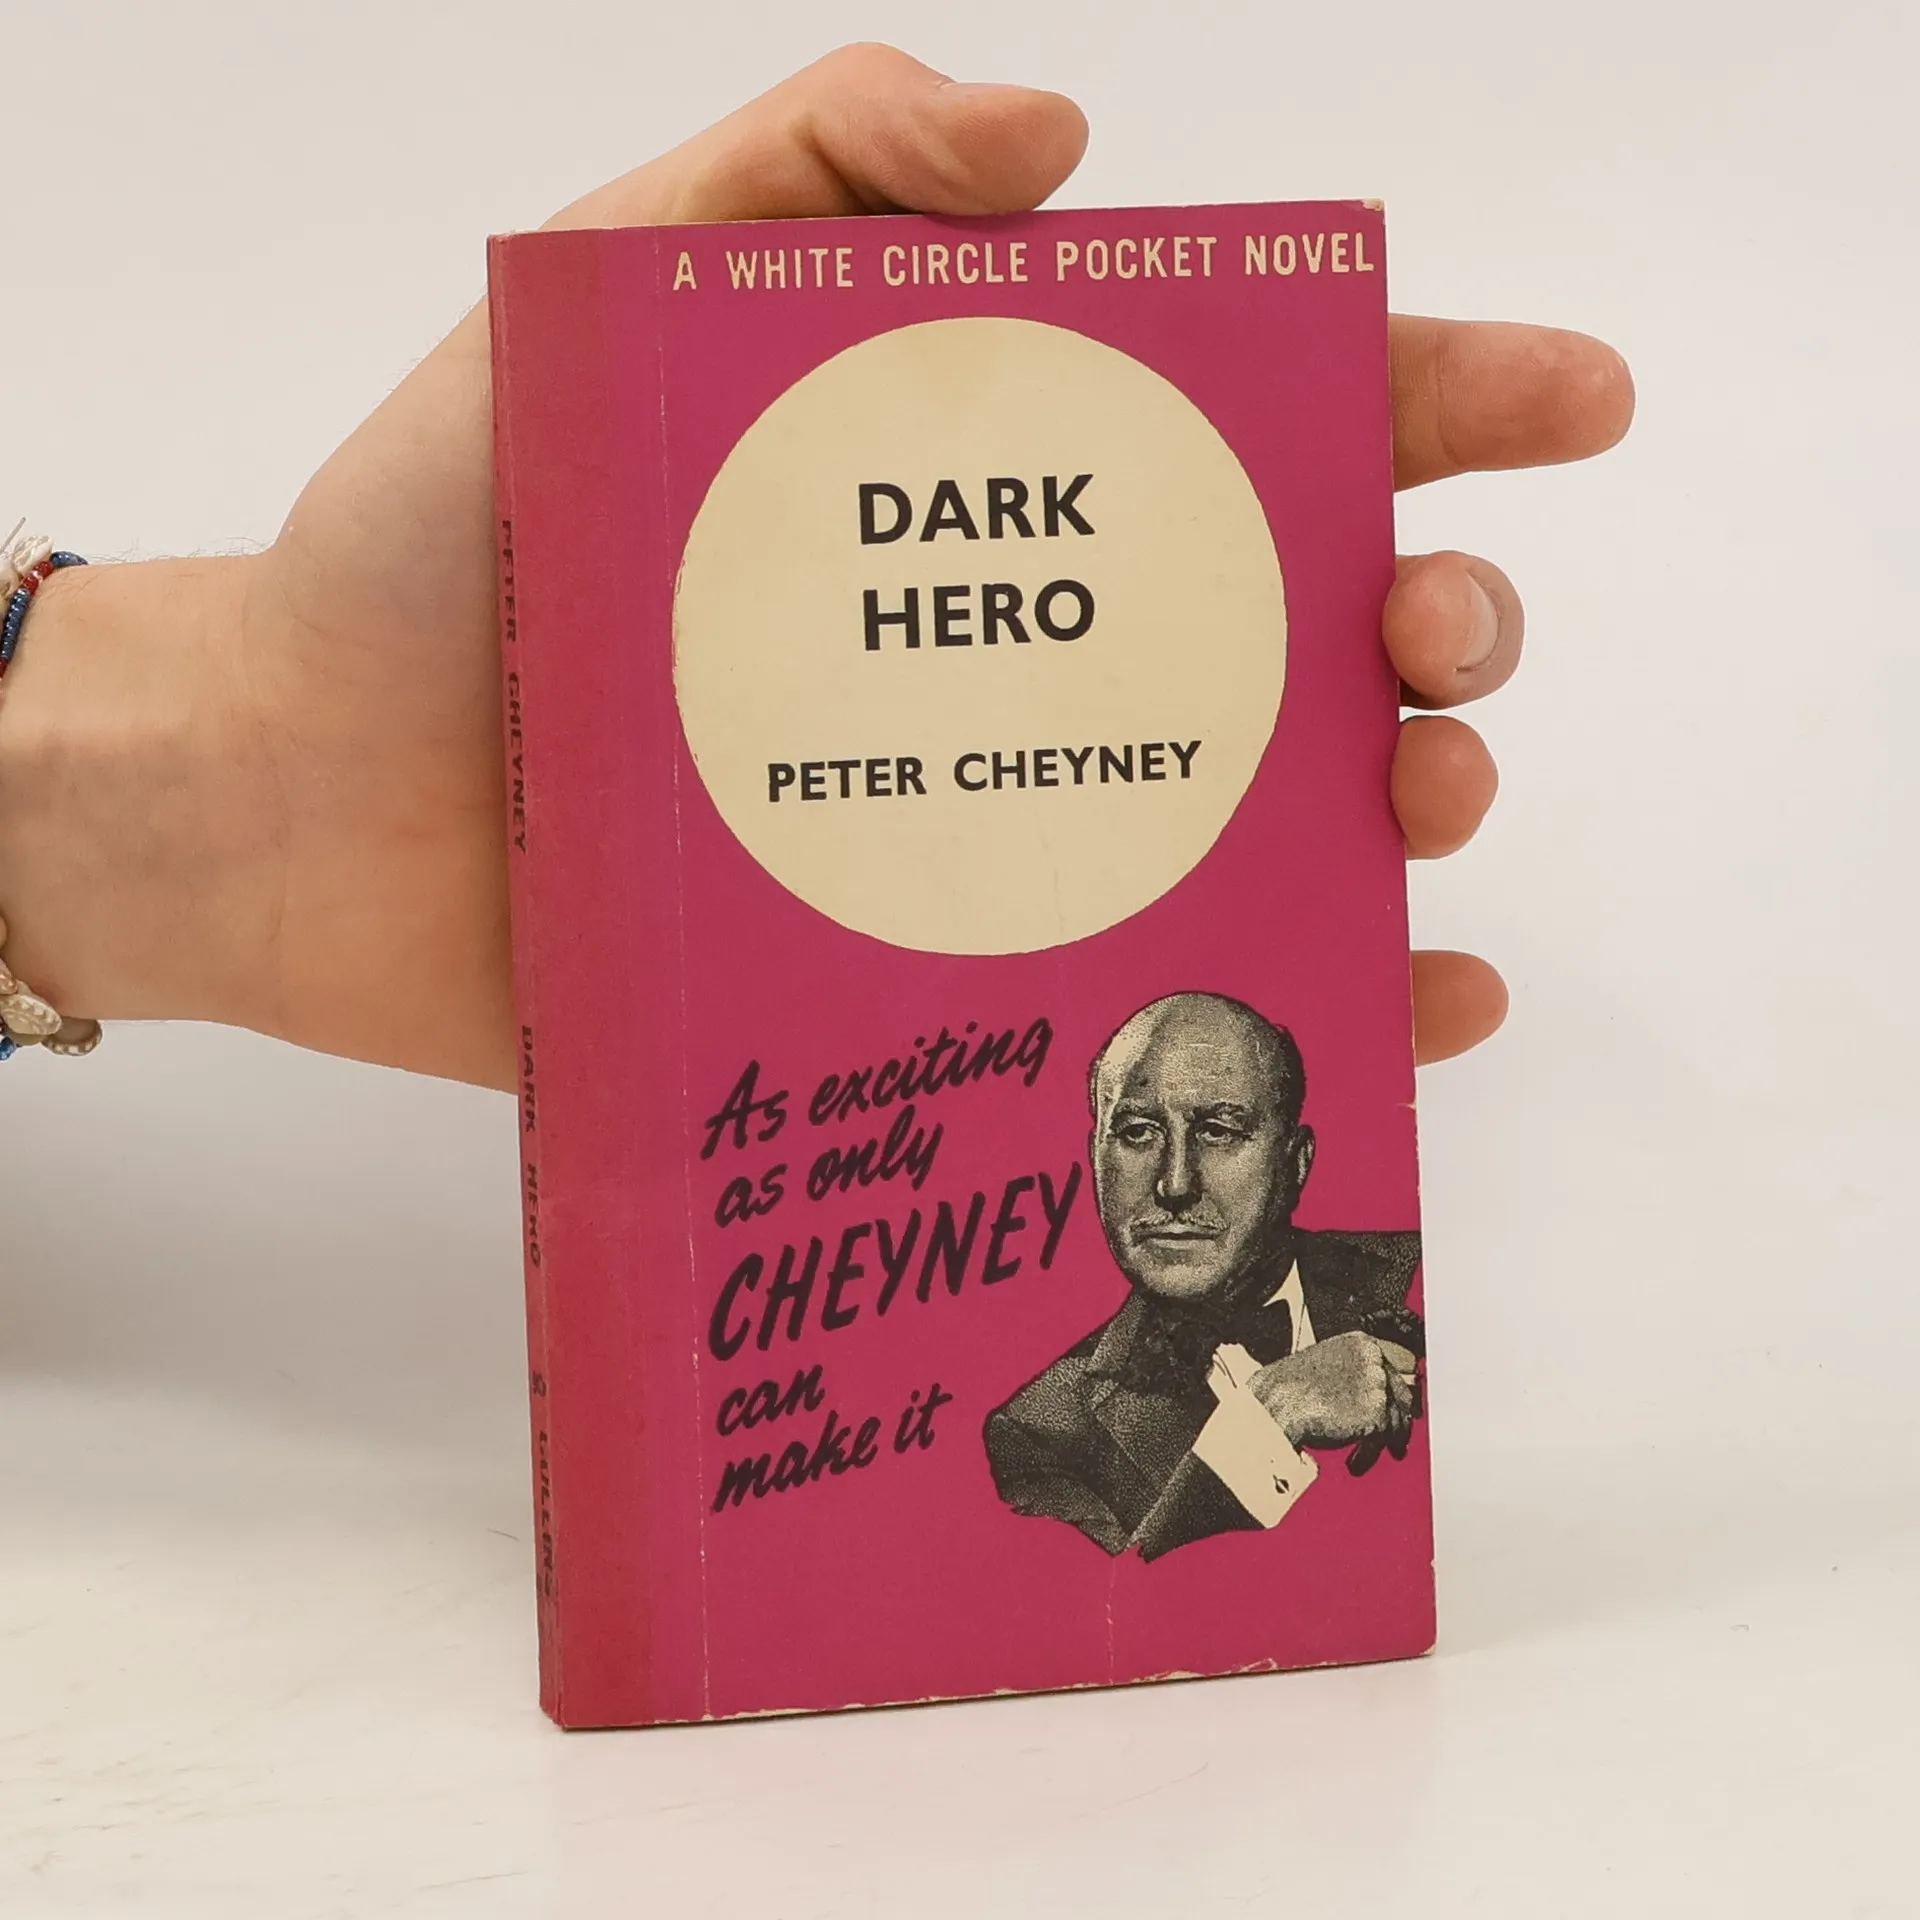 A WHITE CIRCLE POCKET NOVEL
DARK
HERO
PETER CHEYNEY
As exciting
as only
CHEYNEY
can
make it
PETER CHEYNEY DARK HERO COLLINS